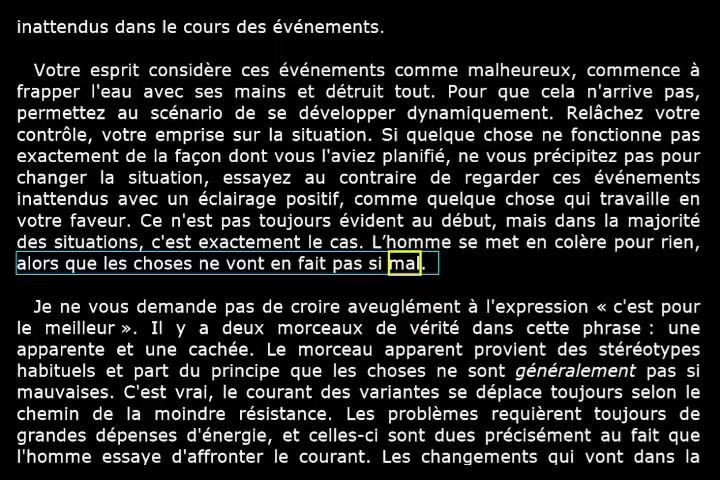 inattendus dans le cours des événements.
Votre esprit considère ces événements comme malheureux, commence à
frapper l'eau avec ses mains et détruit tout. Pour que cela n'arrive pas,
permettez au scénario de se développer dynamiquement. Relâchez votre
contrôle, votre emprise sur la situation. Si quelque chose ne fonctionne pas
exactement de la façon dont vous l'aviez planifié, ne vous précipitez pas pour
changer la situation, essayez au contraire de regarder ces événements
inattendus avec un éclairage positif, comme quelque chose qui travaille en
votre faveur. Ce n'est pas toujours évident au début, mais dans la majorité
des situations, c'est exactement le cas. L’homme se met en colère pour rien,
alors que les choses ne vont en fait pas si mal.
Je ne vous demande pas de croire aveuglément à l'expression « c'est pour
le meilleur ». Il y a deux morceaux de vérité dans cette phrase : une
apparente et une cachée. Le morceau apparent provient des stéréotypes
habituels et part du principe que les choses ne sont généralement pas si
mauvaises. C'est vrai, le courant des variantes se déplace toujours selon le
chemin de la moindre résistance. Les problèmes requièrent toujours de
grandes dépenses d'énergie, et celles-ci sont dues précisément au fait que
l'homme essaye d'affronter le courant. Les changements qui vont dans la